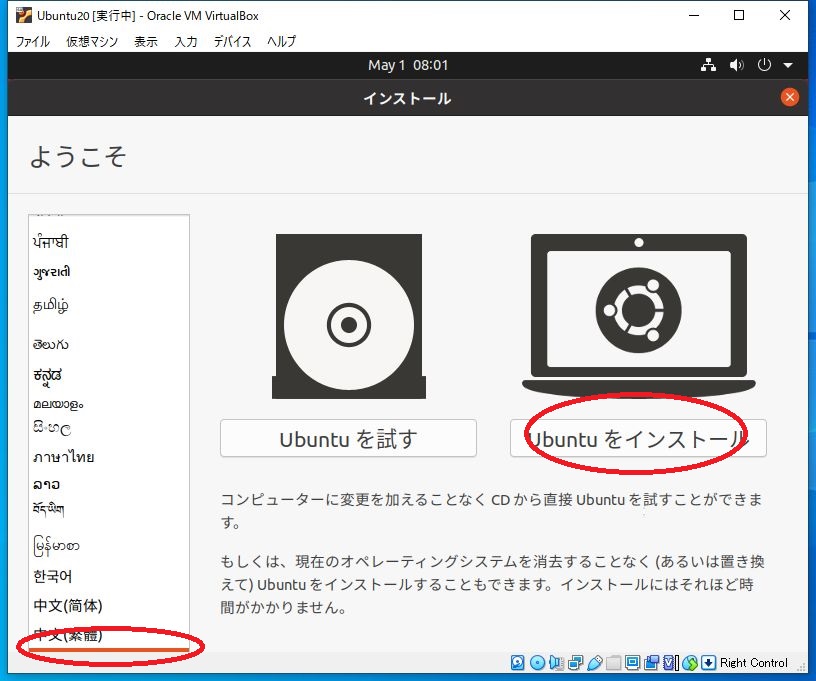 Ubuntu20 [実行中] - Oracle VM VirtualBox
ファイル 仮想マシン 表示 入力 デバイス ヘルプ
May 1 08:01
インストール
ようこそ
ਪੰਜਾਬੀ
ગુજરાતી
தமிழ்
తెలుగు
ಕನ್ನಡ
മലയാളം
සිංහල
ภาษาไทย
ລາວ
བོད་ཡིག
မြန်မာစာ
한국어
中文(简体)
中文(繁體)
Ubuntu を試す
Ubuntu をインストール
コンピューターに変更を加えることなく CD から直接 Ubuntu を試すことができま
す。
もしくは、現在のオペレーティングシステムを消去することなく (あるいは置き換
えて) Ubuntu をインストールすることもできます。インストールにはそれほど時
間がかかりません。
Right Control